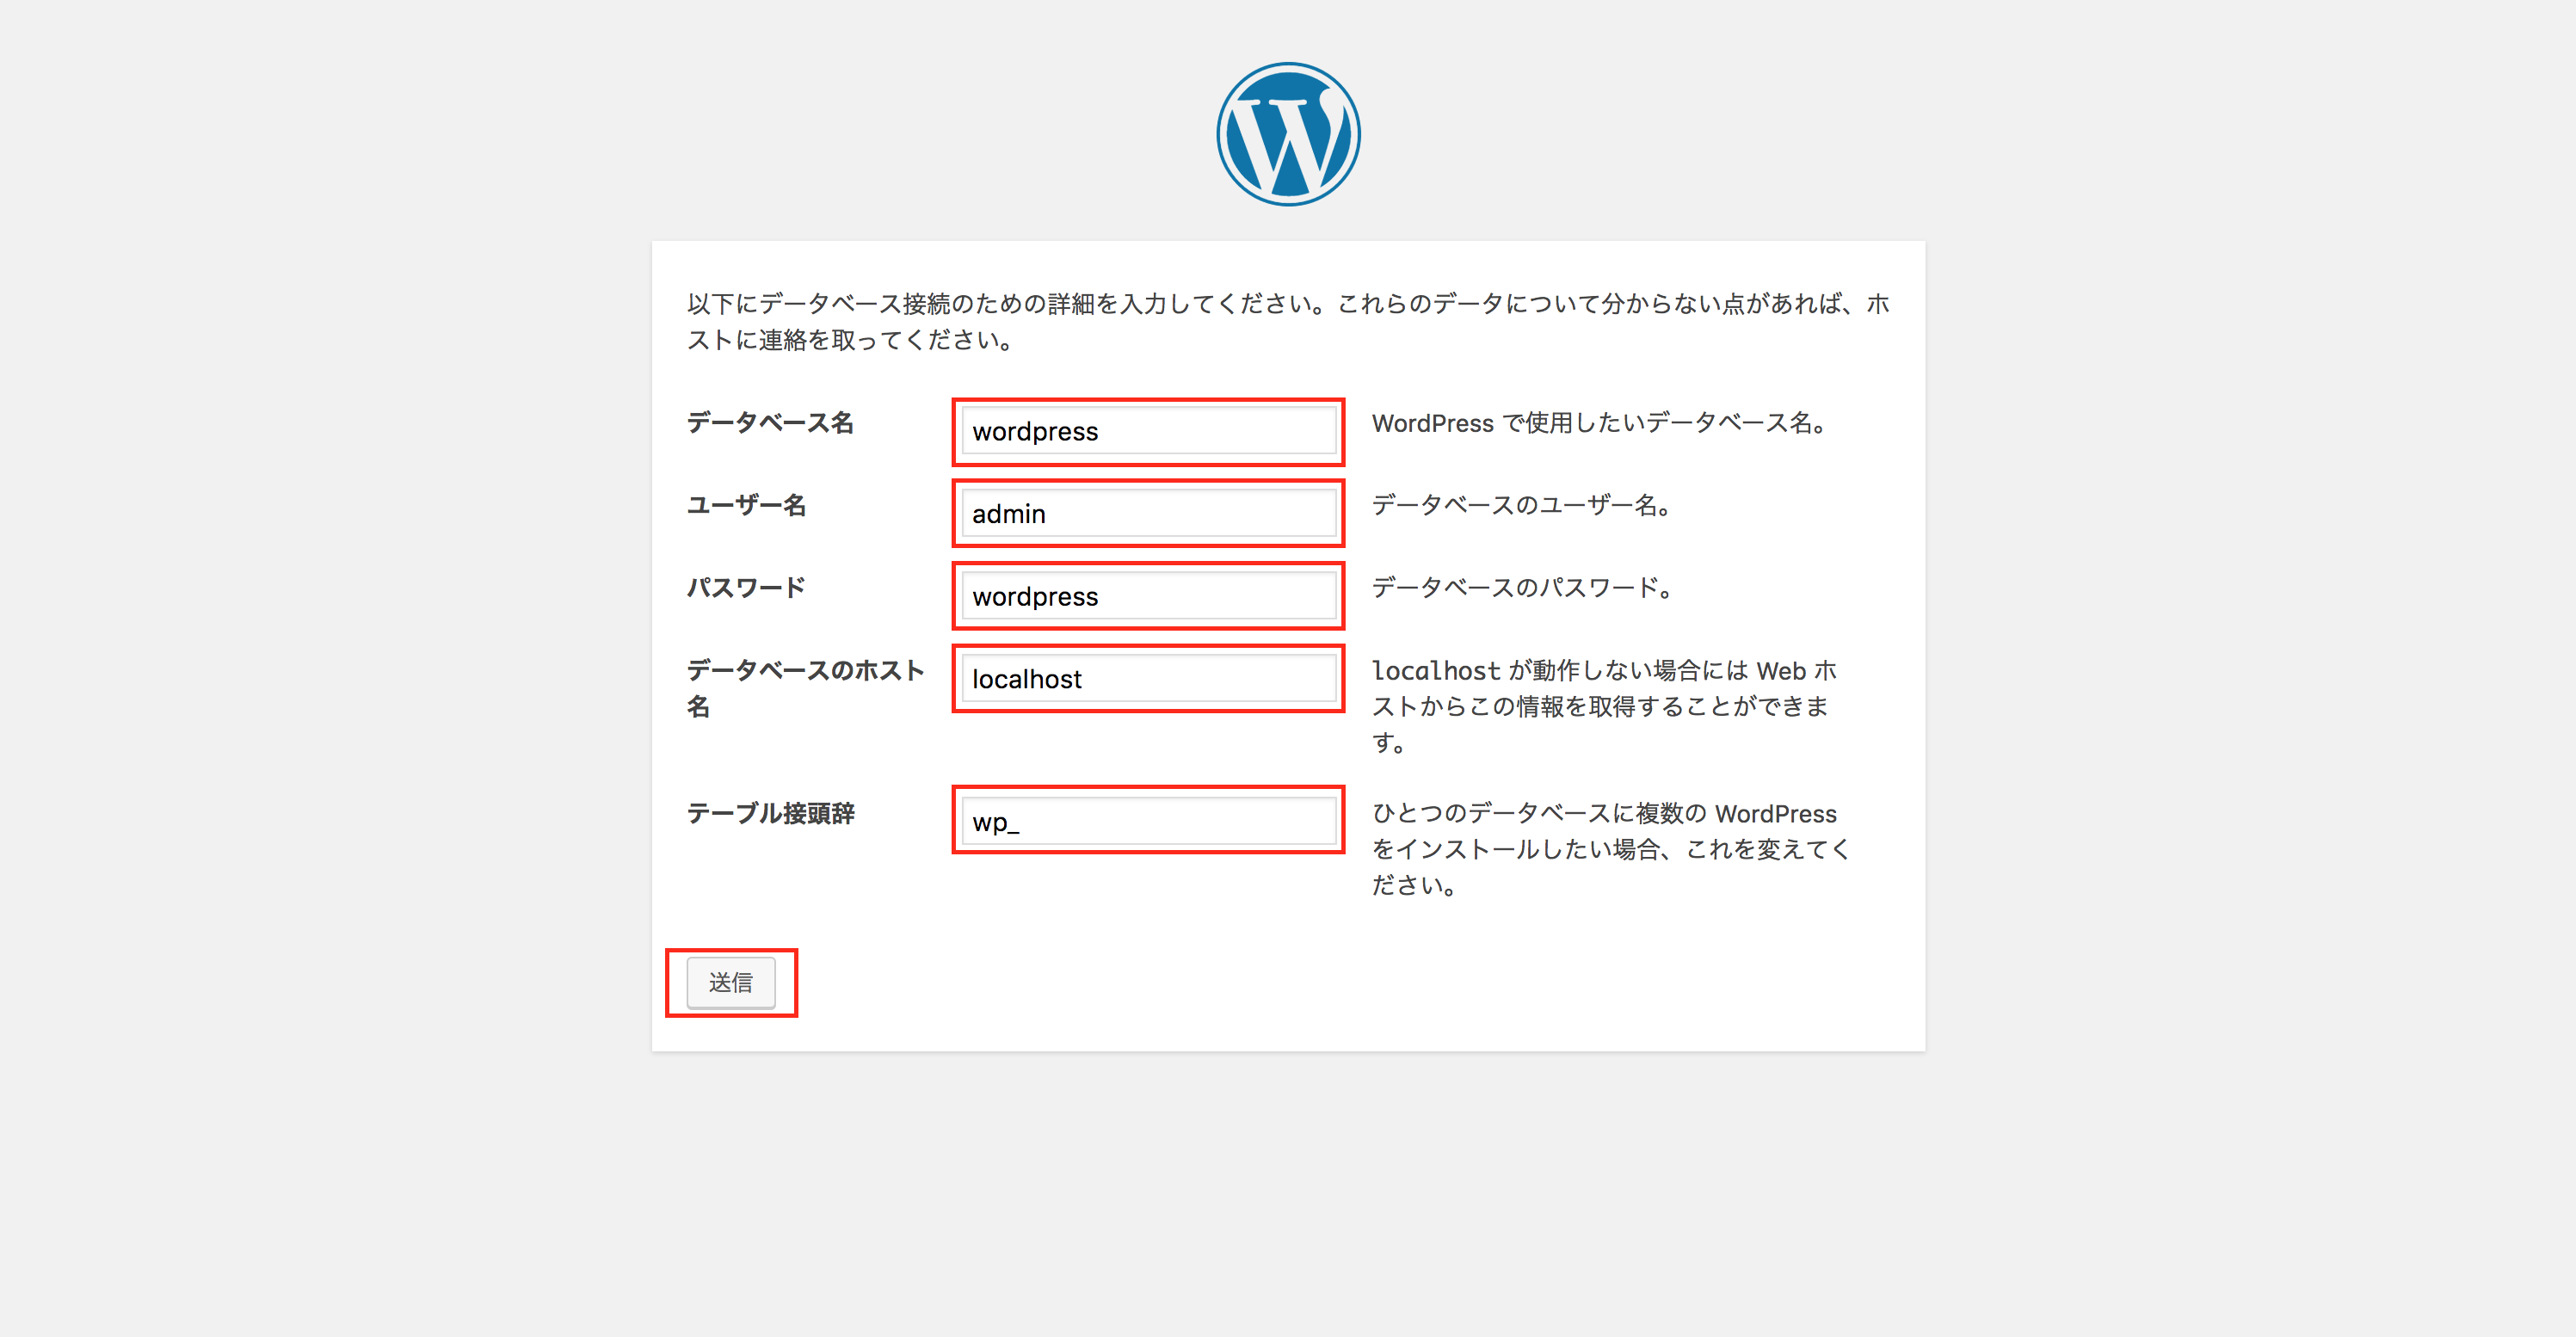 以下にデータベース接続のための詳細を入力してください。これらのデータについて分からない点があれば、ホ
ストに連絡を取ってください。
データベース名
wordpress
WordPress で使用したいデータベース名。
ユーザー名
admin
データベースのユーザー名。
パスワード
wordpress
データベースのパスワード。
データベースのホスト
名
localhost
localhost が動作しない場合には Web ホ
ストからこの情報を取得することができま
す。
テーブル接頭辞
wp_
ひとつのデータベースに複数の WordPress
をインストールしたい場合、これを変えてく
ださい。
送信